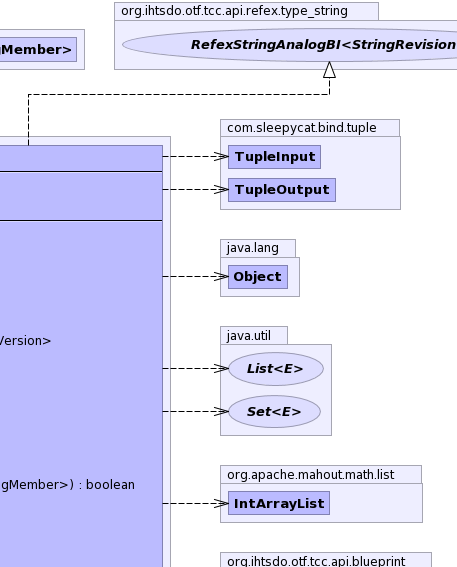 org.ihtsdo.otf.tcc.api.refex.type_string
gMember>
RefexStringAnalogBI<StringRevision
com.sleepycat.bind.tuple
TupleInput
TupleOutput
java.lang
Object
java.util
Version>
List<E>
Set<E>
org.apache.mahout.math.list
gMember>) : boolean
IntArrayList
org.ihtsdo.otf.tcc.api.blueprint